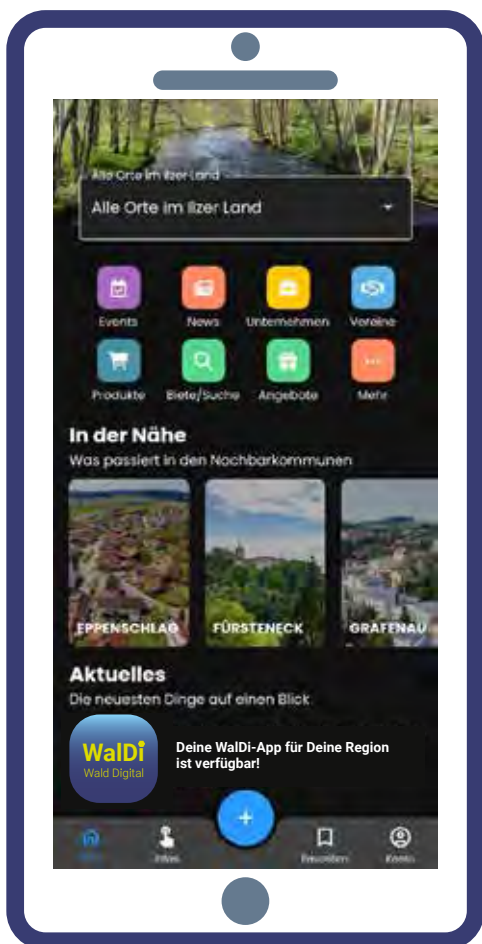 Alle Orte im Ilzer Land
Alle Orte im Ilzer Land
Events News Unternehmen Vereine
Produkte Biete/Suche Angebote Mehr
In der Nähe
Was passiert in den Nachbarkommunen
EPPENSCHLAG FÜRSTENECK GRAFENAU
Aktuelles
Die neuesten Dinge auf einen Blick
WalDi
Wald Digital
Deine WalDi-App für Deine Region
ist verfügbar!
+
Infos Favoriten Konto